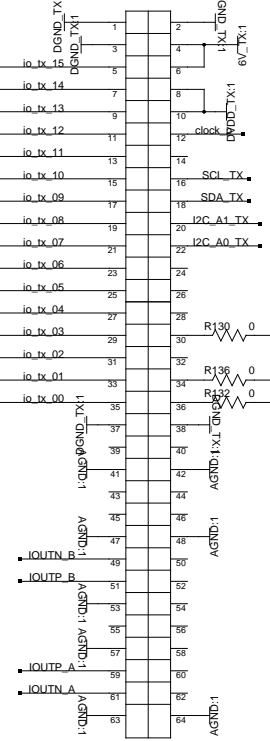 DGND_TX
1 2
GND_TX:1
DGND_TX:1
3 4
6V_TX:1
io_tx_15
5 6
io_tx_14
7 8
io_tx_13
9 10
DVDD_TX:1
io_tx_12
11 12
clock_
io_tx_11
13 14
io_tx_10
15 16
SCL_TX
io_tx_09
17 18
SDA_TX
io_tx_08
19 20
I2C_A1_TX
io_tx_07
21 22
I2C_A0_TX
io_tx_06
23 24
io_tx_05
25 26
io_tx_04
27 28
io_tx_03
29 30
R130 0
io_tx_02
31 32
io_tx_01
33 34
R136 0
io_tx_00
35 36
R132 0
DGND_TX:1
37 38
DGND_TX:1
39 40
AGND:1
41 42
AGND:1
43 44
45 46
AGND:1
47 48
AGND:1
IOUTN_B
49 50
IOUTP_B
51 52
AGND:1
53 54
55 56
AGND:1
57 58
IOUTP_A
59 60
IOUTN_A
61 62
AGND:1
63 64
AGND:1